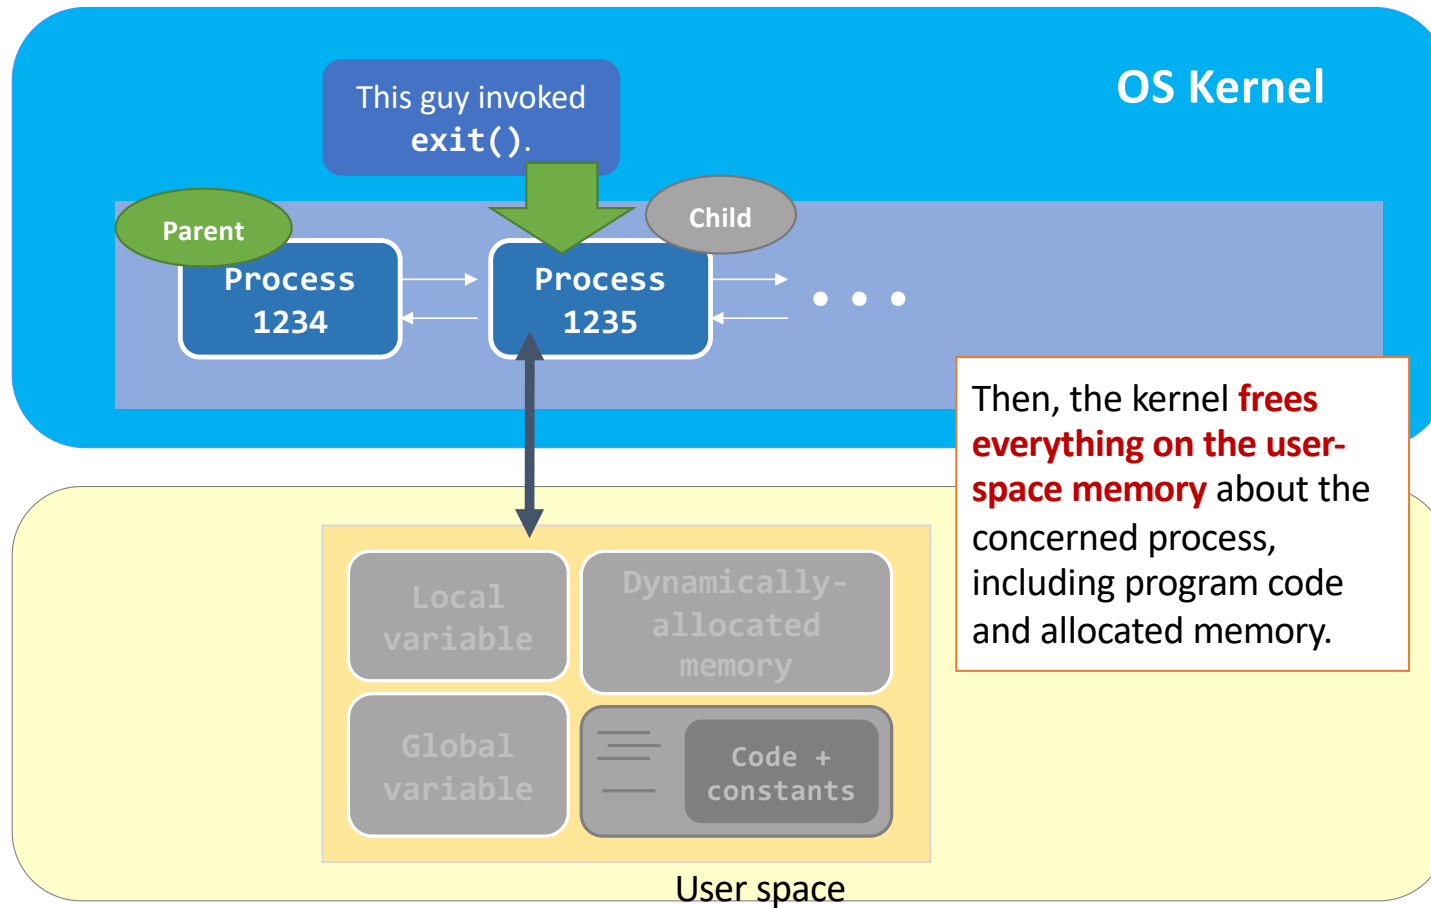 OS Kernel
This guy invoked
exit().
Parent
Child
Process
1234
Process
1235
Then, the kernel frees
everything on the user-
space memory about the
concerned process,
including program code
and allocated memory.
Local
variable
Dynamically-
allocated
memory
Global
variable
Code +
constants
User space